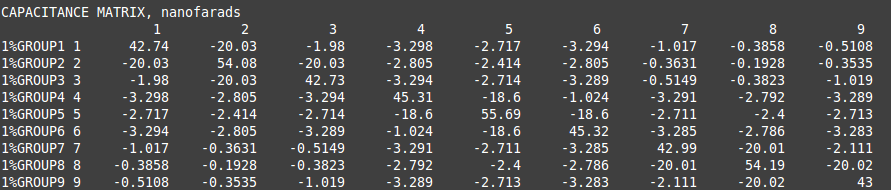 CAPACITANCE MATRIX, nanofarads
1 2 3 4 5 6 7 8 9
1%GROUP1 1 42.74 -20.03 -1.98 -3.298 -2.717 -3.294 -1.017 -0.3858 -0.5108
1%GROUP2 2 -20.03 54.08 -20.03 -2.805 -2.414 -2.805 -0.3631 -0.1928 -0.3535
1%GROUP3 3 -1.98 -20.03 42.73 -3.294 -2.714 -3.289 -0.5149 -0.3823 -1.019
1%GROUP4 4 -3.298 -2.805 -3.294 45.31 -18.6 -1.024 -3.291 -2.792 -3.289
1%GROUP5 5 -2.717 -2.414 -2.714 -18.6 55.69 -18.6 -2.711 -2.4 -2.713
1%GROUP6 6 -3.294 -2.805 -3.289 -1.024 -18.6 45.32 -3.285 -2.786 -3.283
1%GROUP7 7 -1.017 -0.3631 -0.5149 -3.291 -2.711 -3.285 42.99 -20.01 -2.111
1%GROUP8 8 -0.3858 -0.1928 -0.3823 -2.792 -2.4 -2.786 -20.01 54.19 -20.02
1%GROUP9 9 -0.5108 -0.3535 -1.019 -3.289 -2.713 -3.283 -2.111 -20.02 43